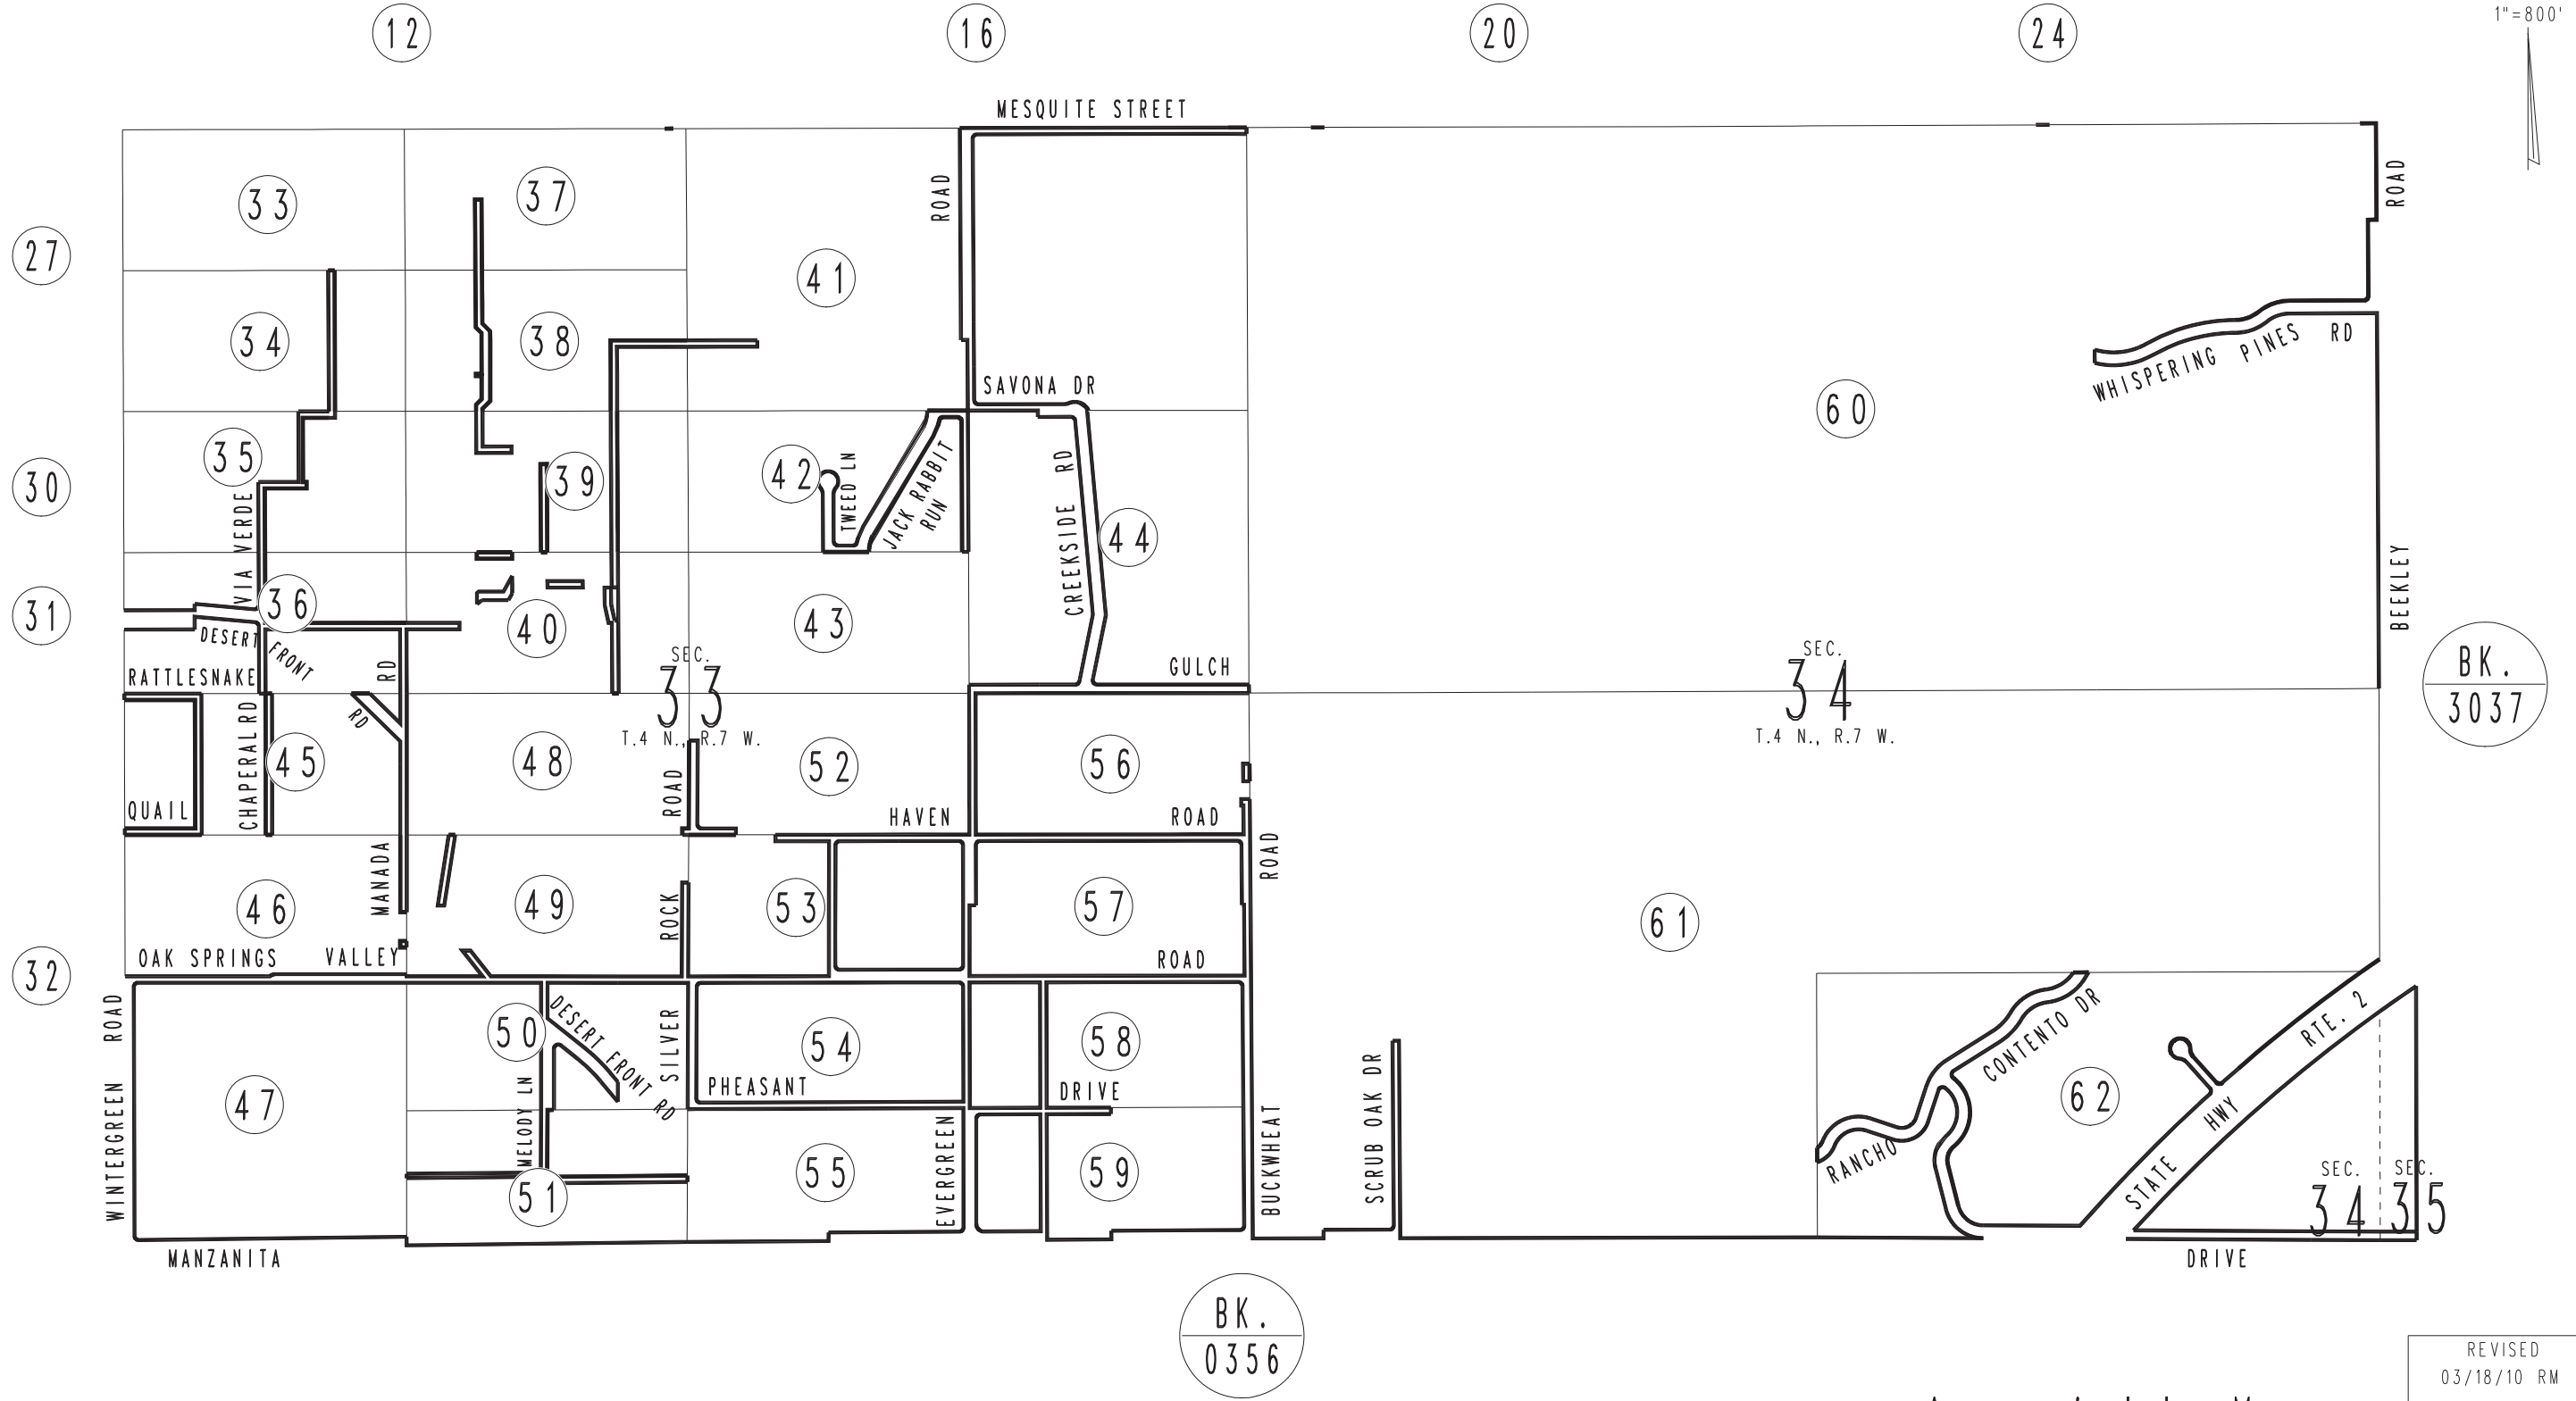 1"=800'
12
16
20
24
MESQUITE STREET
33
37
ROAD
ROAD
27
41
34
38
SAVONA DR
WHISPERING PINES RD
60
35
42
TWEED LN
JACK RABBIT
RUN
39
30
VIA VERDE
CREEKSIDE RD
44
BEEKLEY
36
31
40
43
DESERT FRONT
RD
RATTLESNAKE
RD
SEC.
33
T.4 N., R.7 W.
GULCH
SEC.
34
T.4 N., R.7 W.
BK.
3037
CHAPERAL RD
45
48
ROAD
52
56
QUAIL
HAVEN
ROAD
ROAD
MANADA
46
49
ROCK
53
57
61
OAK SPRINGS
VALLEY
ROAD
32
WINTERGREEN ROAD
50
DESERT FRONT RD
SILVER
54
58
CONTENTO DR
RTE. 2
PHEASANT
DRIVE
47
MELODY LN
62
HWY
STATE
EVERGREEN
BUCKWHEAT
SCRUB OAK DR
RANCHO
51
55
59
SEC.
34
SEC.
35
MANZANITA
DRIVE
BK.
0356
REVISED
03/18/10 RM